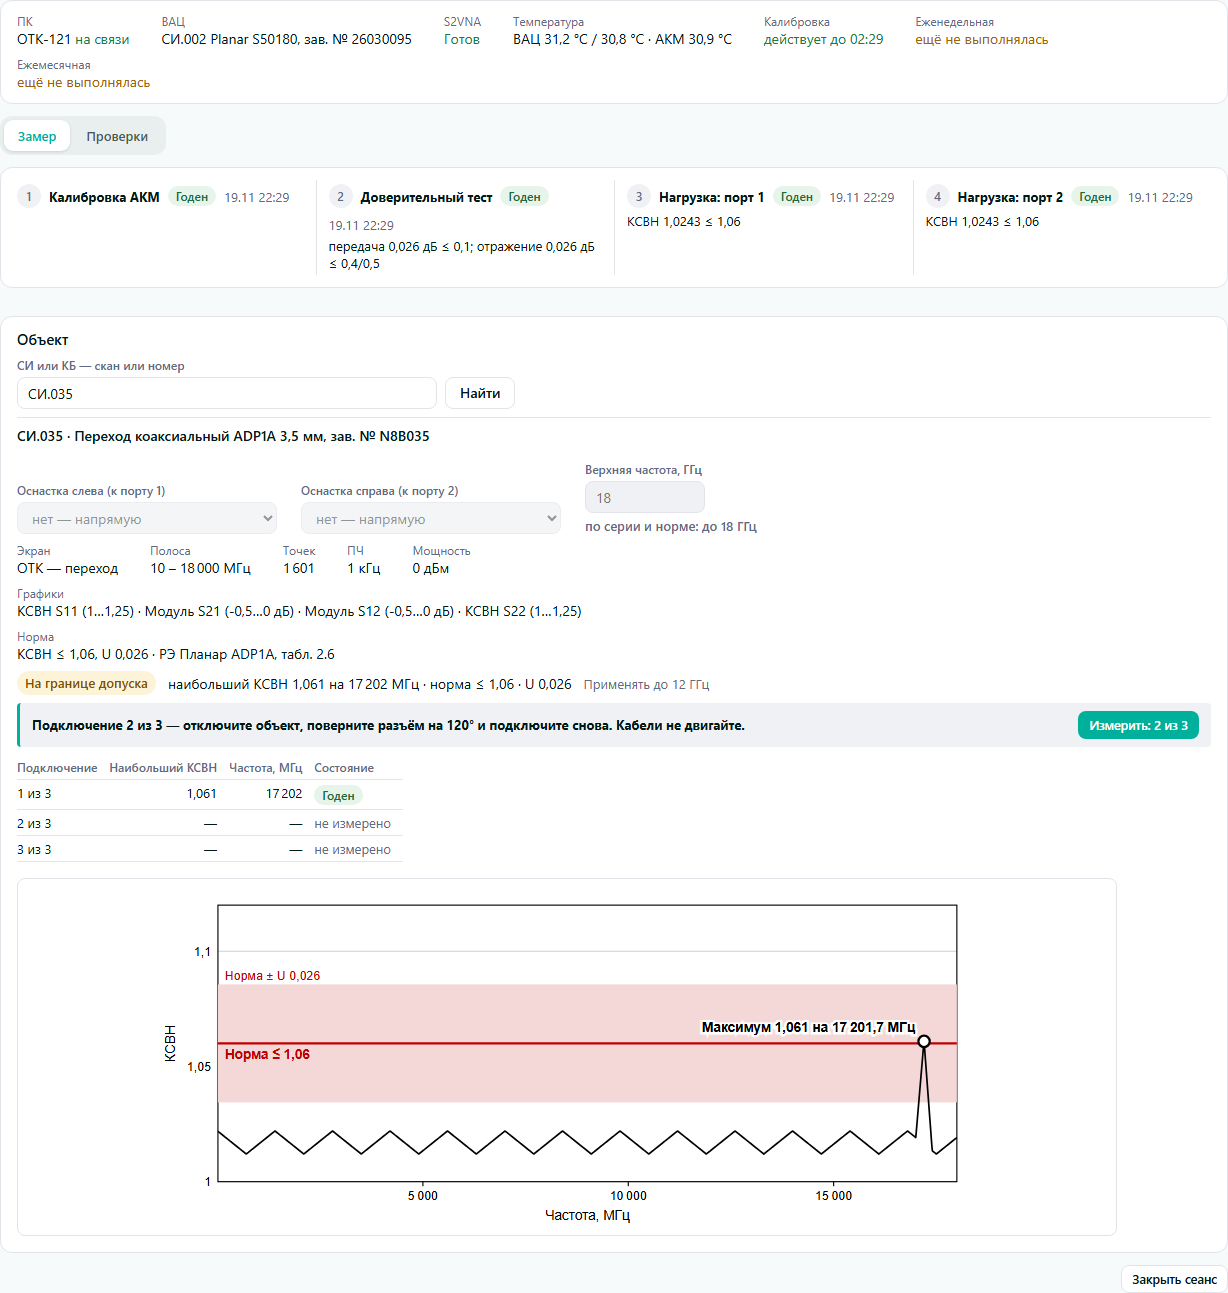 ПК
ОТК-121 на связи
ВАЦ
СИ.002 Planar S50180, зав. № 26030095
S2VNA
Готов
Температура
ВАЦ 31,2 °C / 30,8 °C · АКМ 30,9 °C
Калибровка
действует до 02:29
Еженедельная
ещё не выполнялась
Ежемесячная
ещё не выполнялась
Замер
Проверки
1 Калибровка АКМ Годен 19.11 22:29
2 Доверительный тест Годен
19.11 22:29
передача 0,026 дБ ≤ 0,1; отражение 0,026 дБ
≤ 0,4/0,5
3 Нагрузка: порт 1 Годен 19.11 22:29
КСВН 1,0243 ≤ 1,06
4 Нагрузка: порт 2 Годен 19.11 22:29
КСВН 1,0243 ≤ 1,06
Объект
СИ или КБ — скан или номер
СИ.035
Найти
СИ.035 · Переход коаксиальный ADP1A 3,5 мм, зав. № N8B035
Оснастка слева (к порту 1)
нет — напрямую
Оснастка справа (к порту 2)
нет — напрямую
Верхняя частота, ГГц
18
по серии и норме: до 18 ГГц
Экран
ОТК — переход
Полоса
10 – 18 000 МГц
Точек
1 601
ПЧ
1 кГц
Мощность
0 дБм
Графики
КСВН S11 (1…1,25) · Модуль S21 (-0,5…0 дБ) · Модуль S12 (-0,5…0 дБ) · КСВН S22 (1…1,25)
Норма
КСВН ≤ 1,06, U 0,026 · РЭ Планар ADP1A, табл. 2.6
На границе допуска наибольший КСВН 1,061 на 17 202 МГц · норма ≤ 1,06 · U 0,026 Применять до 12 ГГц
Подключение 2 из 3 — отключите объект, поверните разъём на 120° и подключите снова. Кабели не двигайте.
Измерить: 2 из 3
Подключение Наибольший КСВН Частота, МГц Состояние
1 из 3 1,061 17 202 Годен
2 из 3 — — не измерено
3 из 3 — — не измерено
1,1
Норма ± U 0,026
Максимум 1,061 на 17 201,7 МГц
Норма ≤ 1,06
КСВН
1,05
1
5 000 10 000 15 000
Частота, МГц
Закрыть сеанс